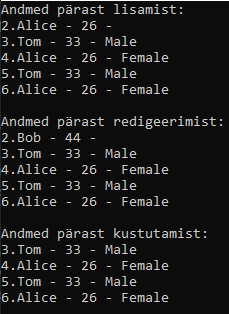 Andmed pärast lisamist:
2.Alice - 26 -
3.Tom - 33 - Male
4.Alice - 26 - Female
5.Tom - 33 - Male
6.Alice - 26 - Female
Andmed pärast redigeerimist:
2.Bob - 44 -
3.Tom - 33 - Male
4.Alice - 26 - Female
5.Tom - 33 - Male
6.Alice - 26 - Female
Andmed pärast kustutamist:
3.Tom - 33 - Male
4.Alice - 26 - Female
5.Tom - 33 - Male
6.Alice - 26 - Female